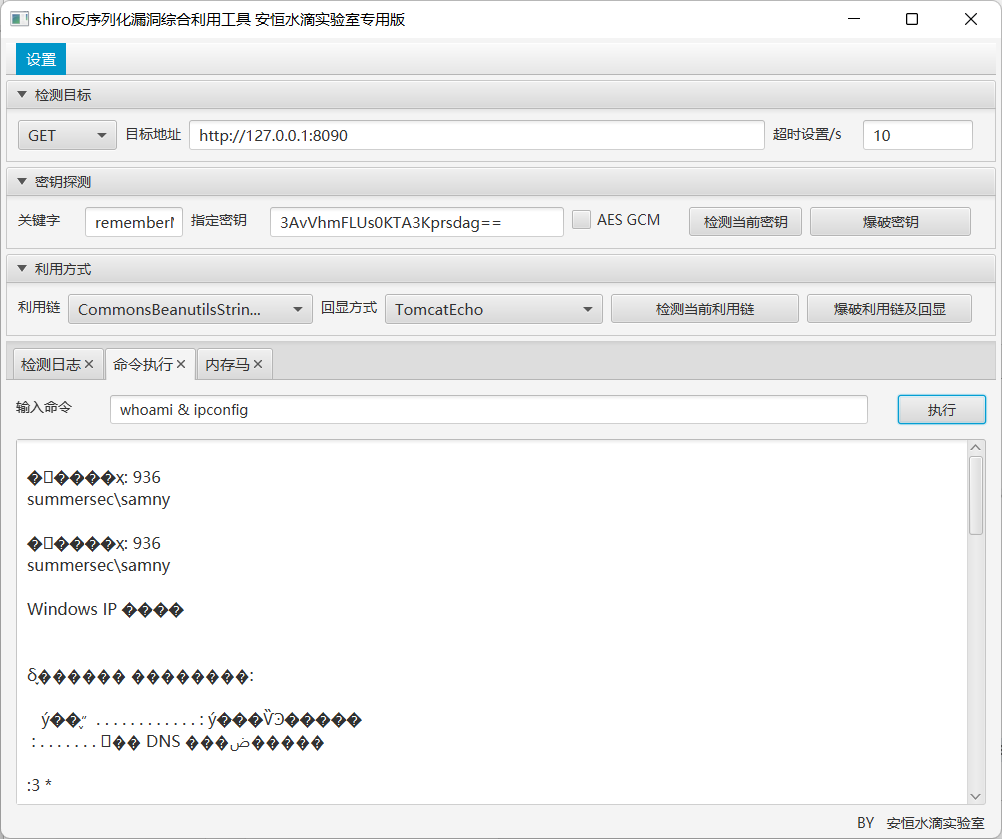 shiro反序列化漏洞综合利用工具 安恒水滴实验室专用版
设置
检测目标
GET 目标地址 http://127.0.0.1:8090 超时设置/s 10
密钥探测
关键字 remember 指定密钥 3AvVhmFLUs0KTA3Kprsdag== AES GCM 检测当前密钥 爆破密钥
利用方式
利用链 CommonsBeanutilsStrin... 回显方式 TomcatEcho 检测当前利用链 爆破利用链及回显
检测日志 命令执行 内存马
输入命令 whoami & ipconfig 执行
: 936
summersec\samny
: 936
summersec\samny
Windows IP ����
������ ��������:
. . . . . . . . . . . . :
: . . . . . . . DNS
:3 *
BY 安恒水滴实验室